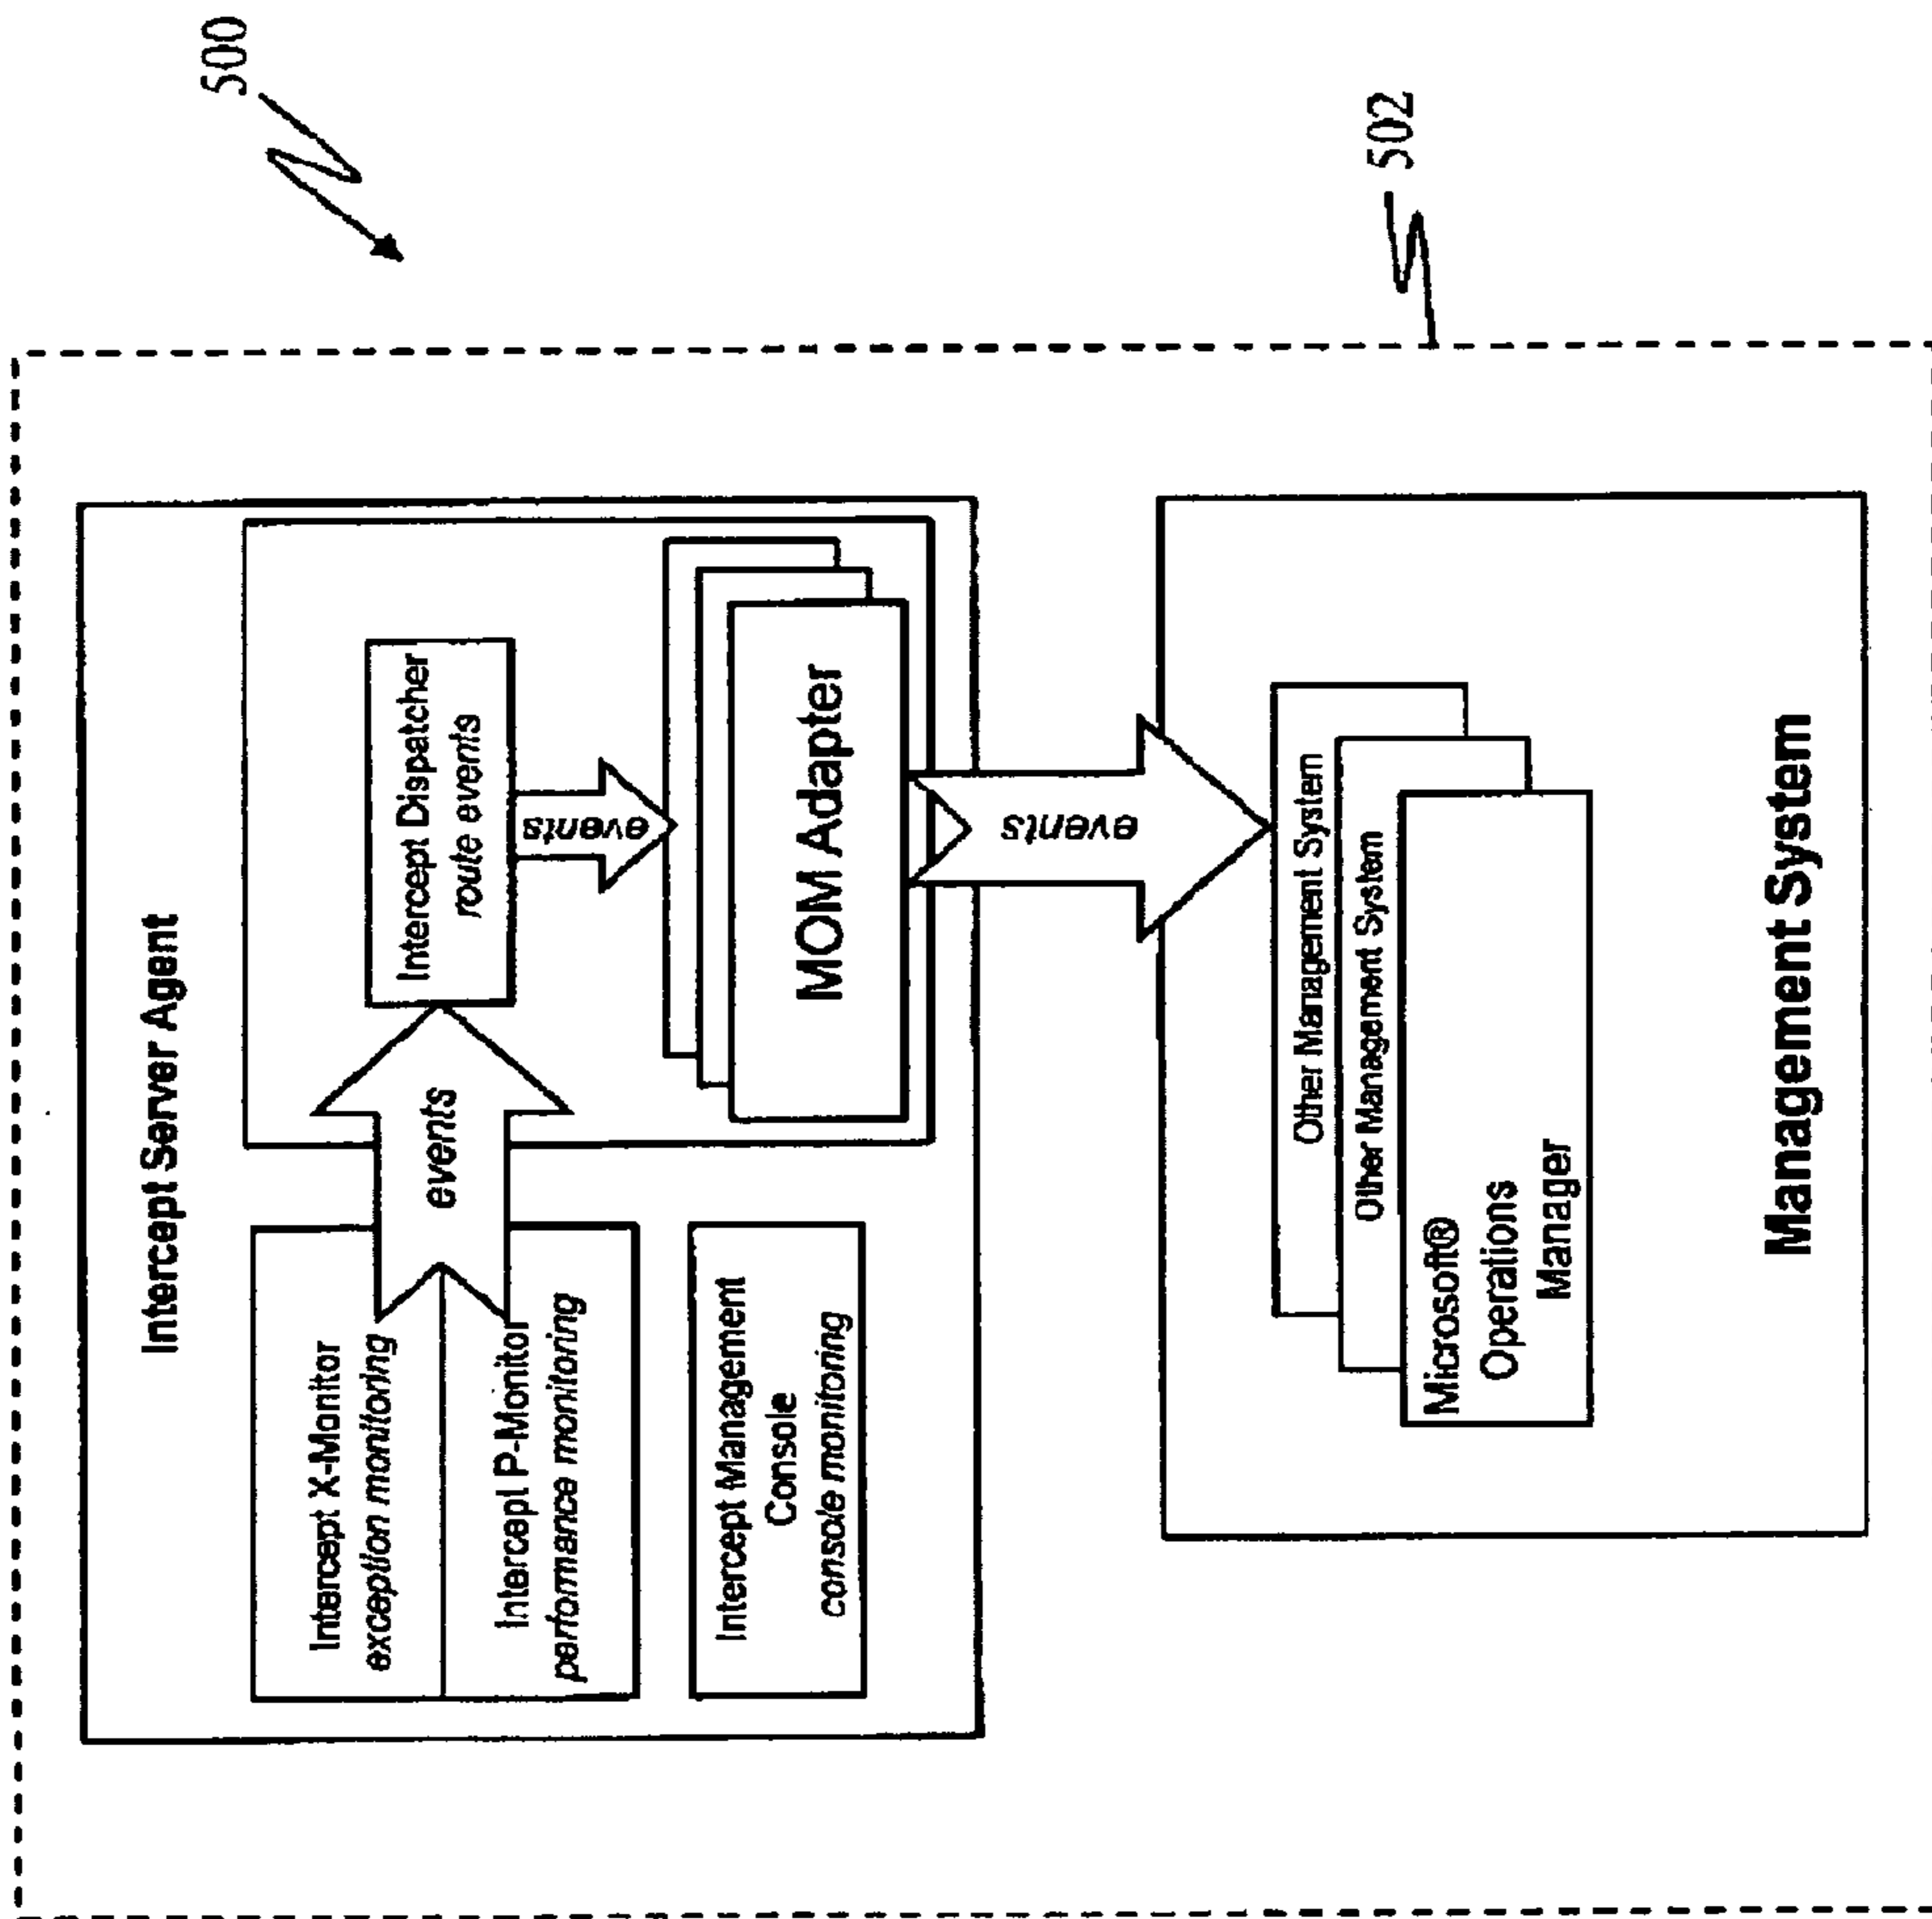 500
502
Intercept Server Agent
Intercept X-Monitor
exception monitoring
Intercept P-Monitor
performance monitoring
Intercept Management
Console
console monitoring
events
Intercept Dispatcher
route events
events
MOM Adapter
events
Other Management System
Other Management System
Microsoft®
Operations
Manager
Management System